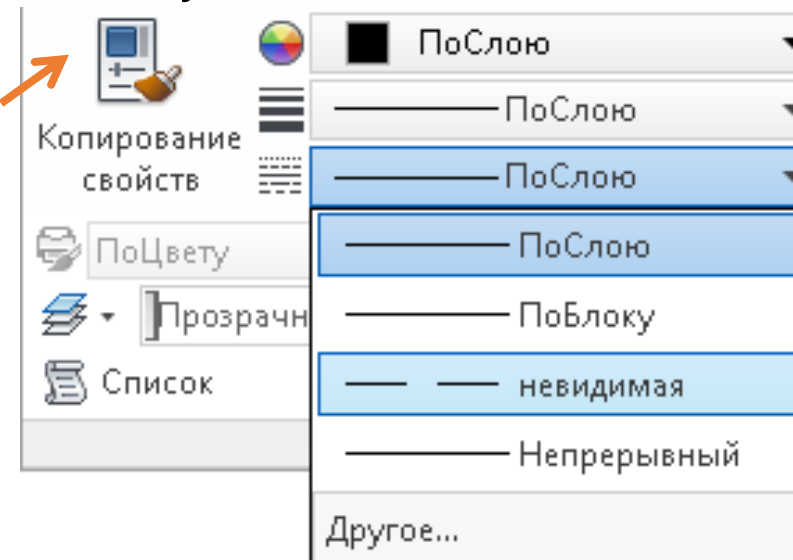 ПоСлою
Копирование
свойств
ПоСлою
ПоСлою
ПоЦвету
ПоСлою
Прозрачн
ПоБлоку
Список
невидимая
Непрерывный
Другое...